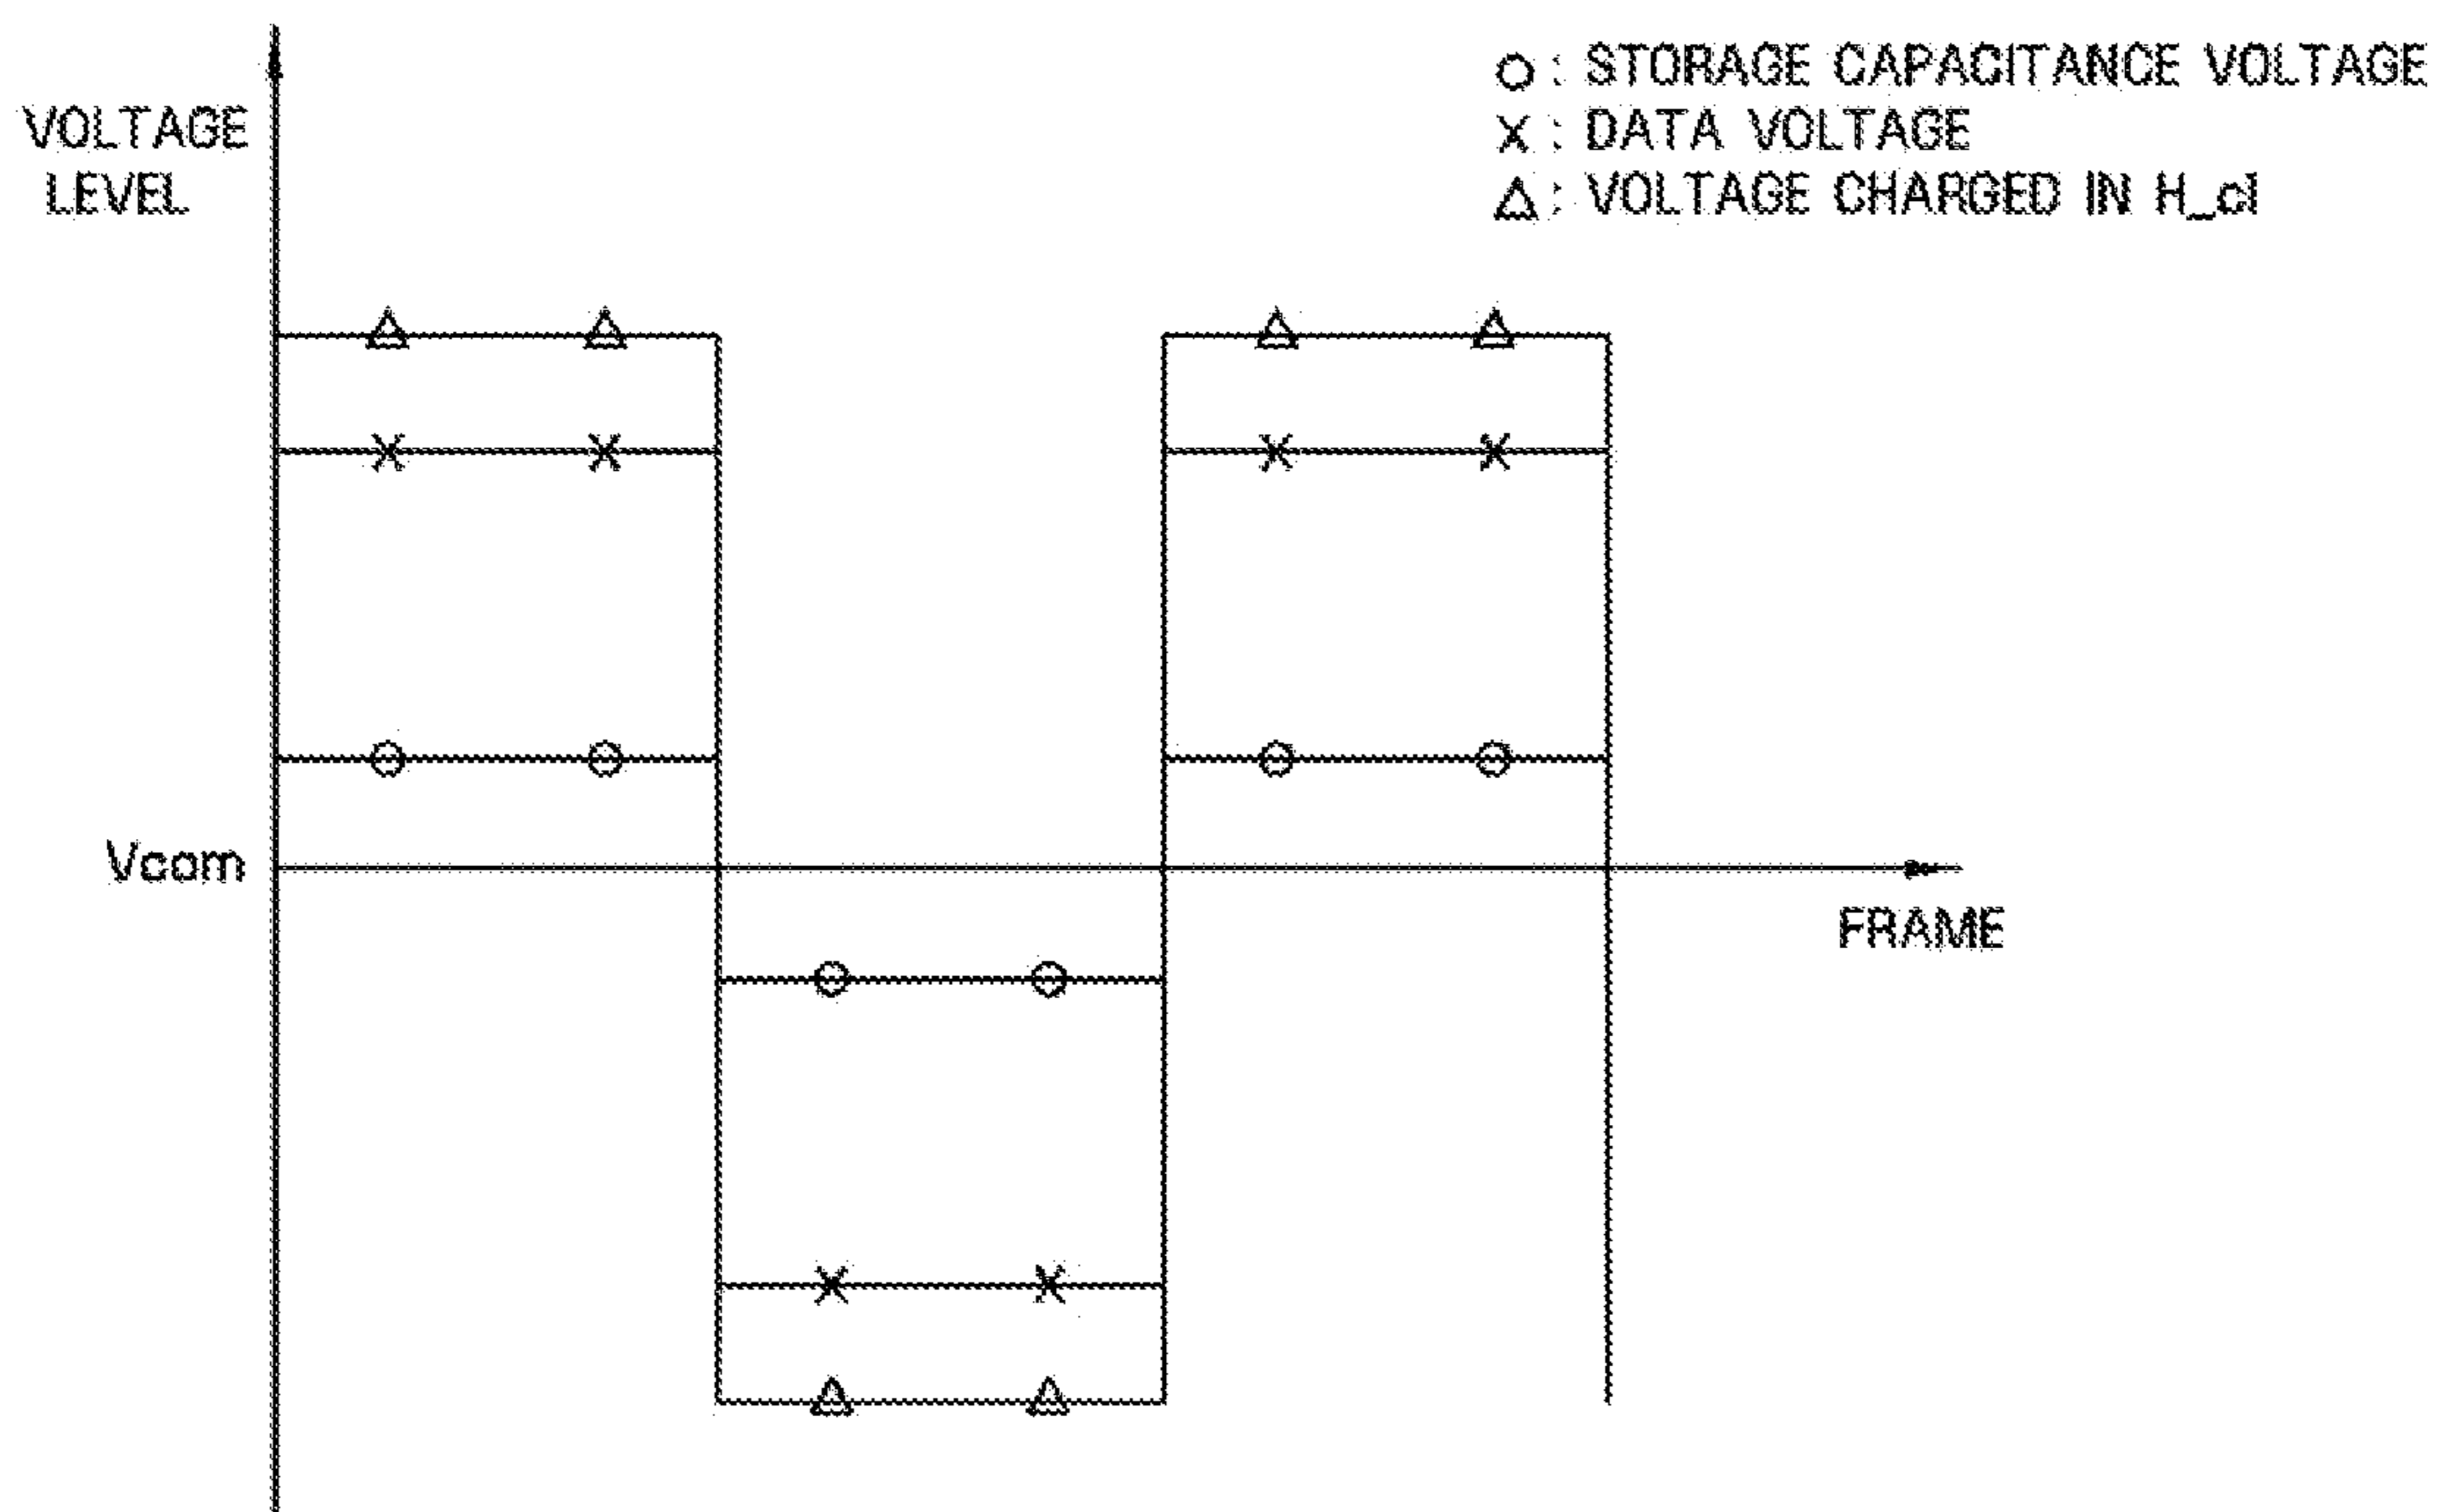 VOLTAGE
LEVEL
○ : STORAGE CAPACITANCE VOLTAGE
X : DATA VOLTAGE
△ : VOLTAGE CHARGED IN H_cl
Vcom
FRAME